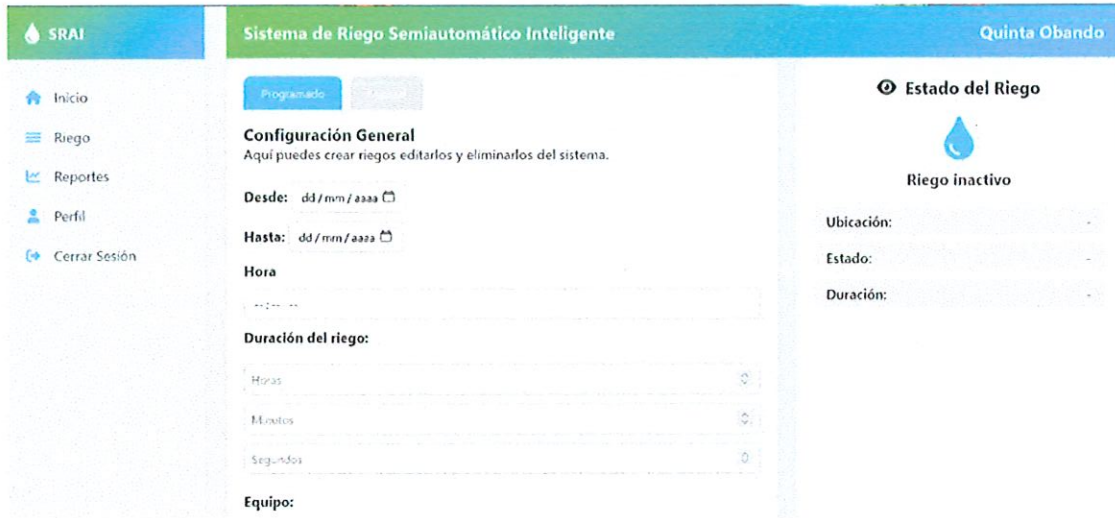 SRAI
Sistema de Riego Semiautomático Inteligente
Quinta Obando
Inicio
Riego
Reportes
Perfil
Cerrar Sesión
Programado
Configuración General
Aquí puedes crear riegos editarlos y eliminarlos del sistema.
Desde: dd/mm/aaaa
Hasta: dd/mm/aaaa
Hora
--:-- --
Duración del riego:
Horas
Minutos
Segundos
Equipo:
Estado del Riego
Riego inactivo
Ubicación: -
Estado: -
Duración: -